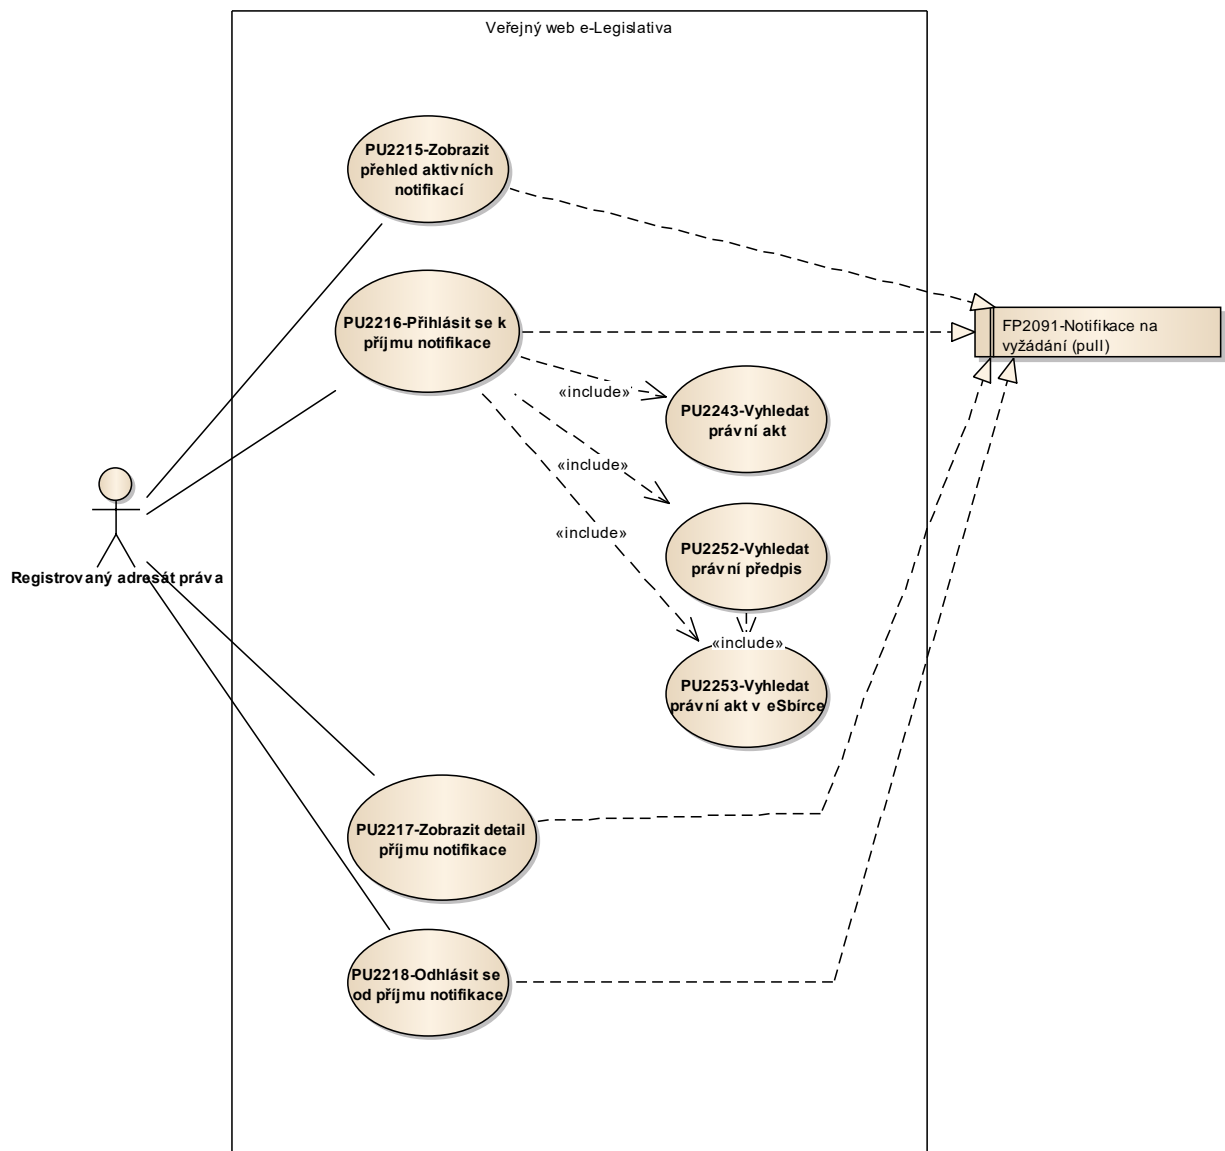 Veřejný web e-Legislativa
PU2215-Zobrazit
přehled aktivních
notifikací
PU2216-Přihlásit se k
příjmu notifikace
FP2091-Notifikace na
vyžádání (pull)
«include»
PU2243-Vyhledat
právní akt
«include»
«include»
PU2252-Vyhledat
právní předpis
Registrovaný adresát práva
«include»
PU2253-Vyhledat
právní akt v eSbírce
PU2217-Zobrazit detail
příjmu notifikace
PU2218-Odhlásit se
od příjmu notifikace